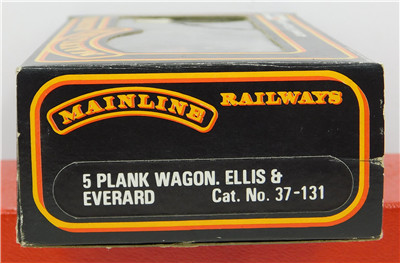 MAINLINE RAILWAYS
5 PLANK WAGON. ELLIS &
EVERARD Cat. No. 37-131